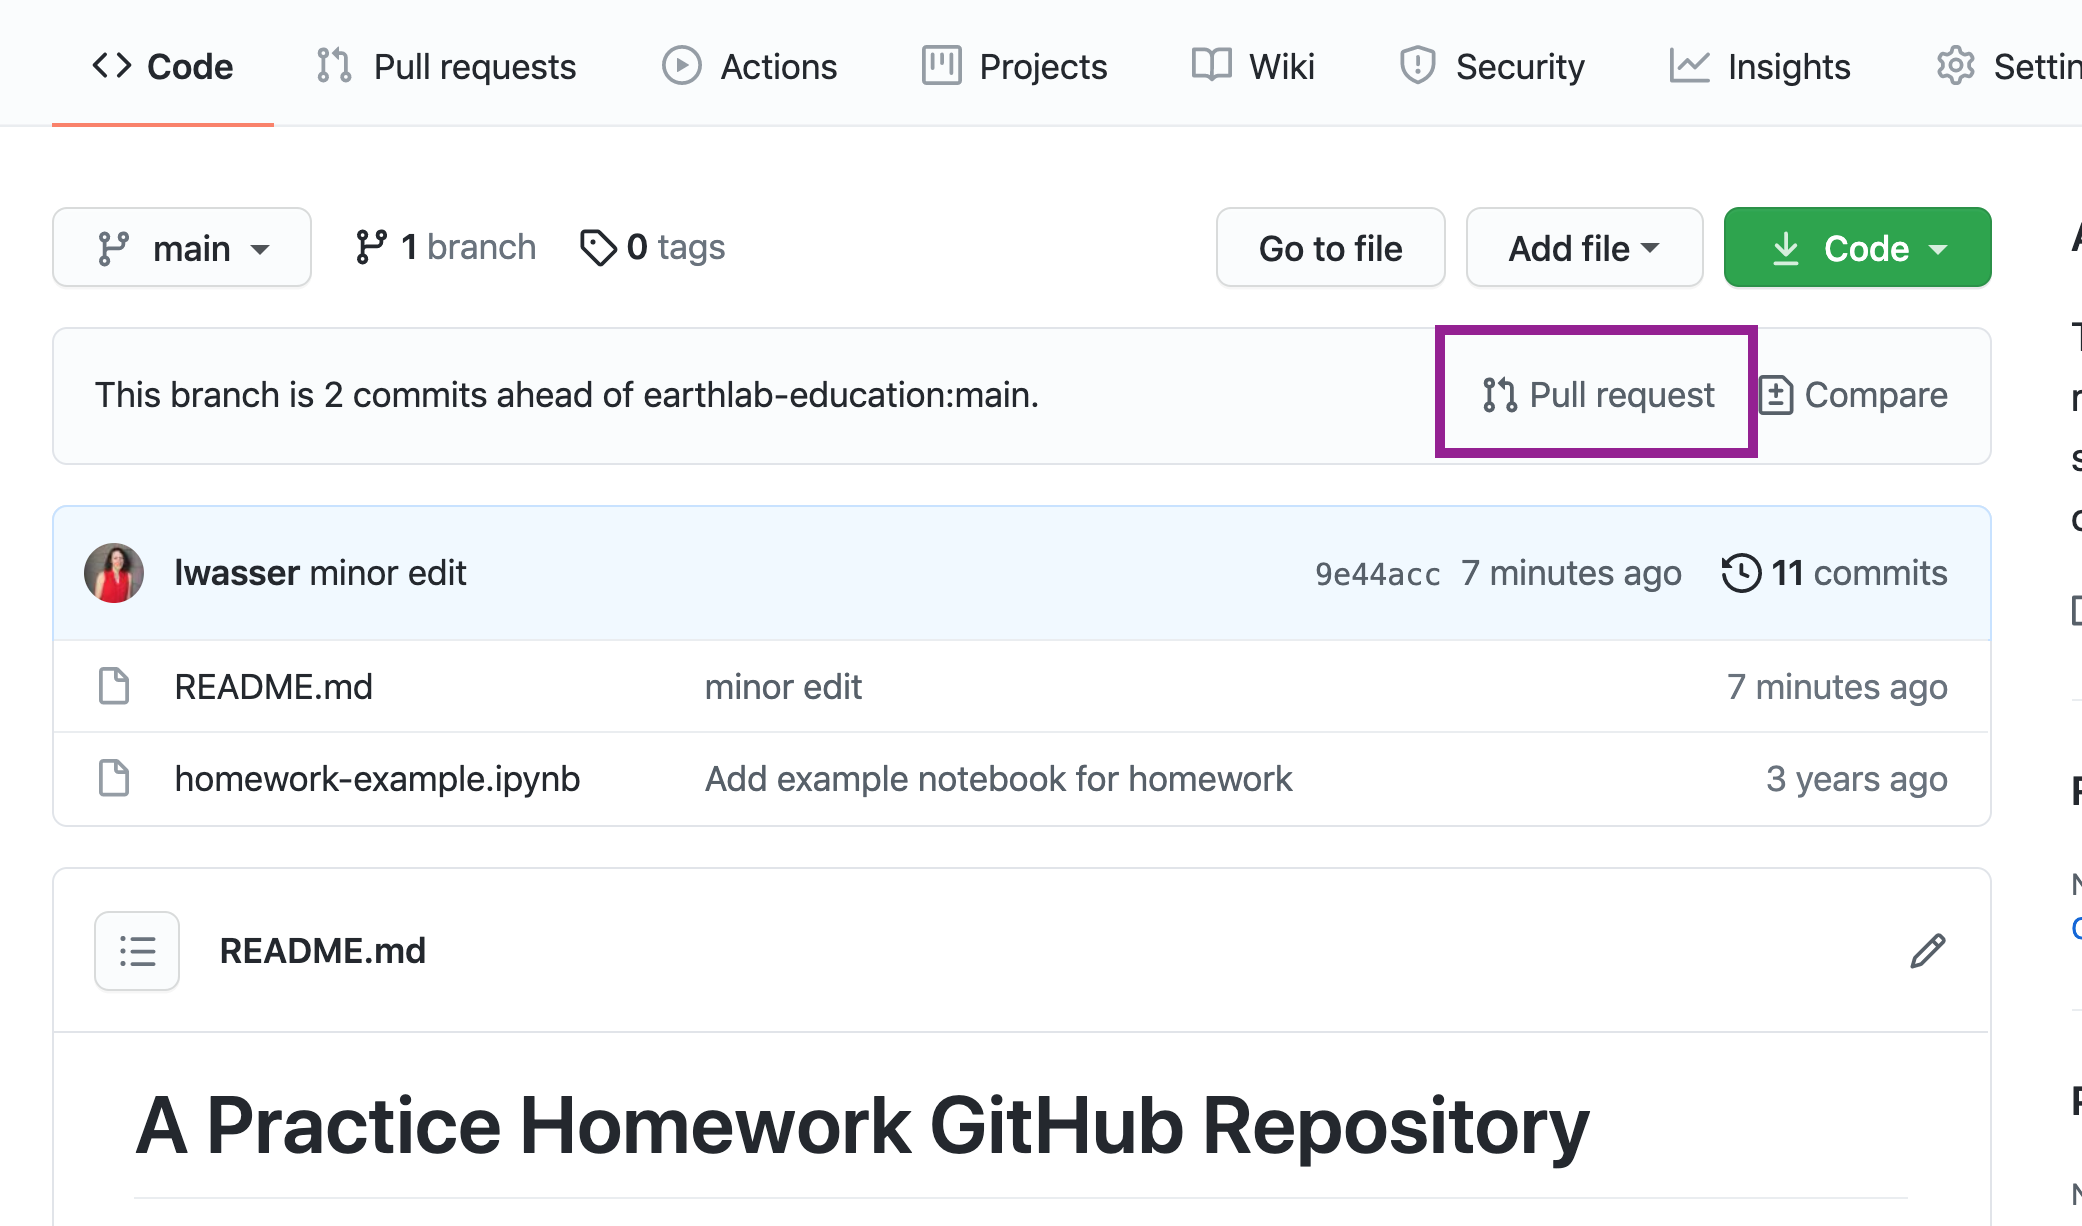 Code Pull requests Actions Projects Wiki Security Insights Settin
main 1 branch 0 tags Go to file Add file Code
This branch is 2 commits ahead of earthlab-education:main. Pull request Compare
lwasser minor edit 9e44acc 7 minutes ago 11 commits
README.md minor edit 7 minutes ago
homework-example.ipynb Add example notebook for homework 3 years ago
README.md
A Practice Homework GitHub Repository